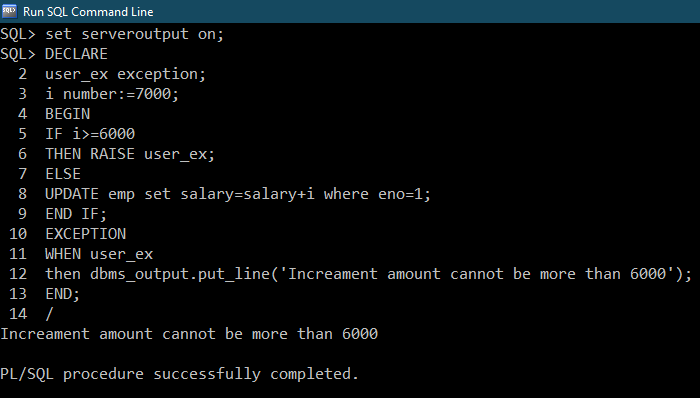 SQL> Run SQL Command Line
SQL> set serveroutput on;
SQL> DECLARE
2 user_ex exception;
3 i number:=7000;
4 BEGIN
5 IF i>=6000
6 THEN RAISE user_ex;
7 ELSE
8 UPDATE emp set salary=salary+i where eno=1;
9 END IF;
10 EXCEPTION
11 WHEN user_ex
12 then dbms_output.put_line('Increament amount cannot be more than 6000');
13 END;
14 /
Increament amount cannot be more than 6000
PL/SQL procedure successfully completed.